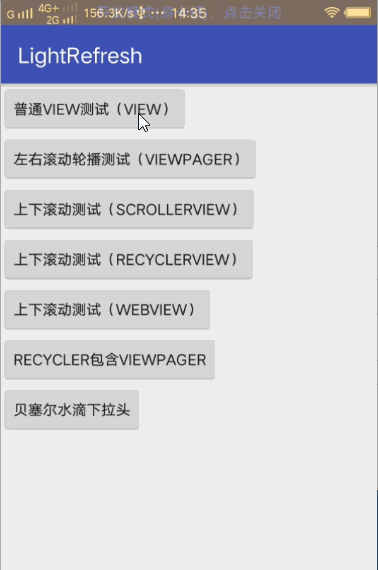 G 4G+ 2G 156.3K/s ··· 14:35 ，点击关闭
LightRefresh
普通VIEW测试（VIEW）
左右滚动轮播测试（VIEWPAGER）
上下滚动测试（SCROLLERVIEW）
上下滚动测试（RECYCLERVIEW）
上下滚动测试（WEBVIEW）
RECYCLER包含VIEWPAGER
贝塞尔水滴下拉头